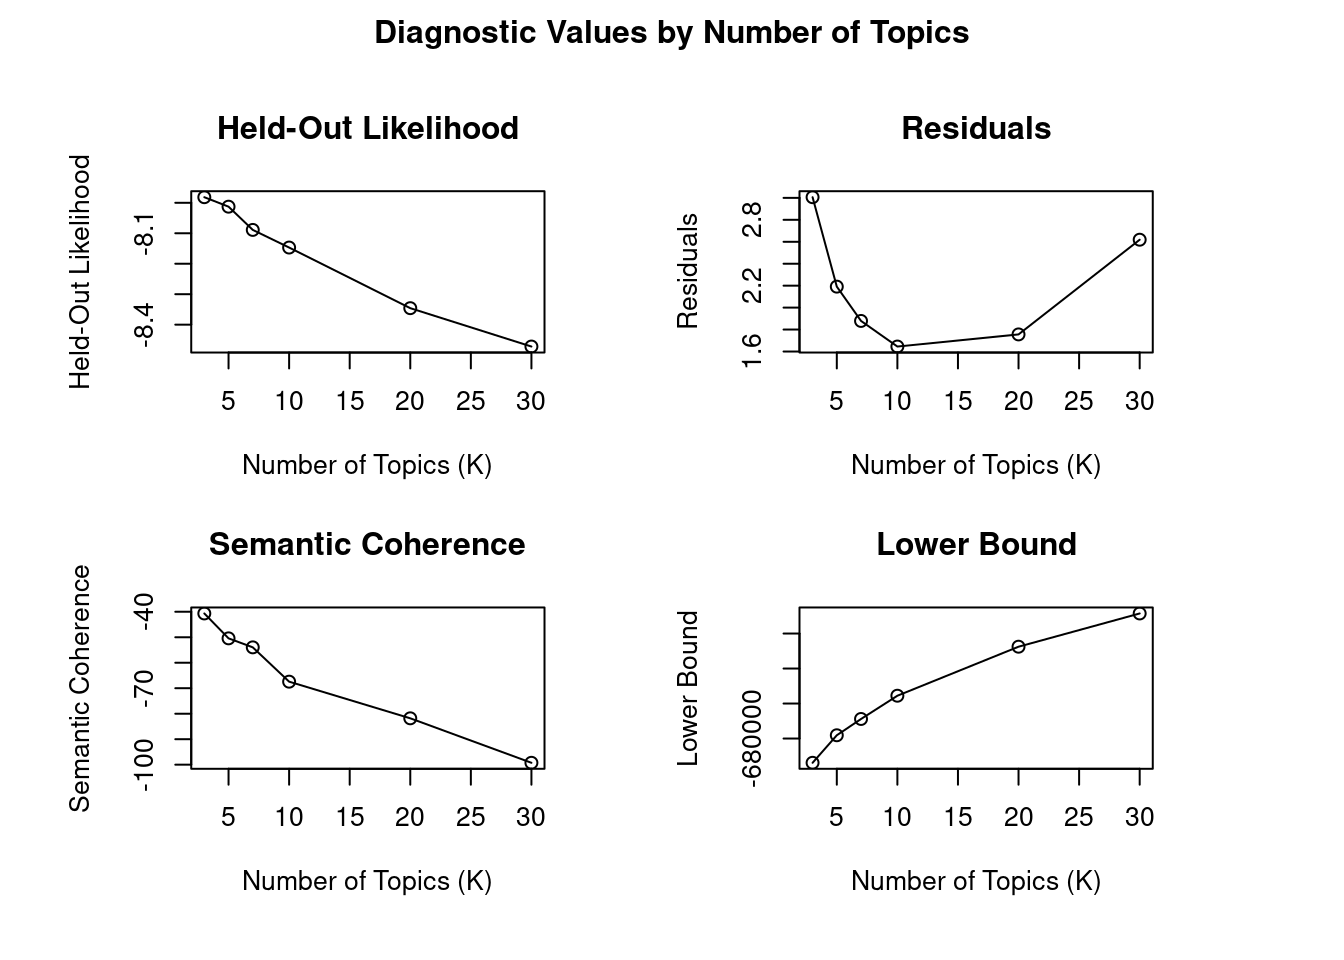 Diagnostic Values by Number of Topics
Held-Out Likelihood
Held-Out Likelihood
-8.1
-8.4
5 10 15 20 25 30
Number of Topics (K)
Residuals
Residuals
2.8
2.2
1.6
5 10 15 20 25 30
Number of Topics (K)
Semantic Coherence
Semantic Coherence
-40
-70
-100
5 10 15 20 25 30
Number of Topics (K)
Lower Bound
Lower Bound
-680000
5 10 15 20 25 30
Number of Topics (K)